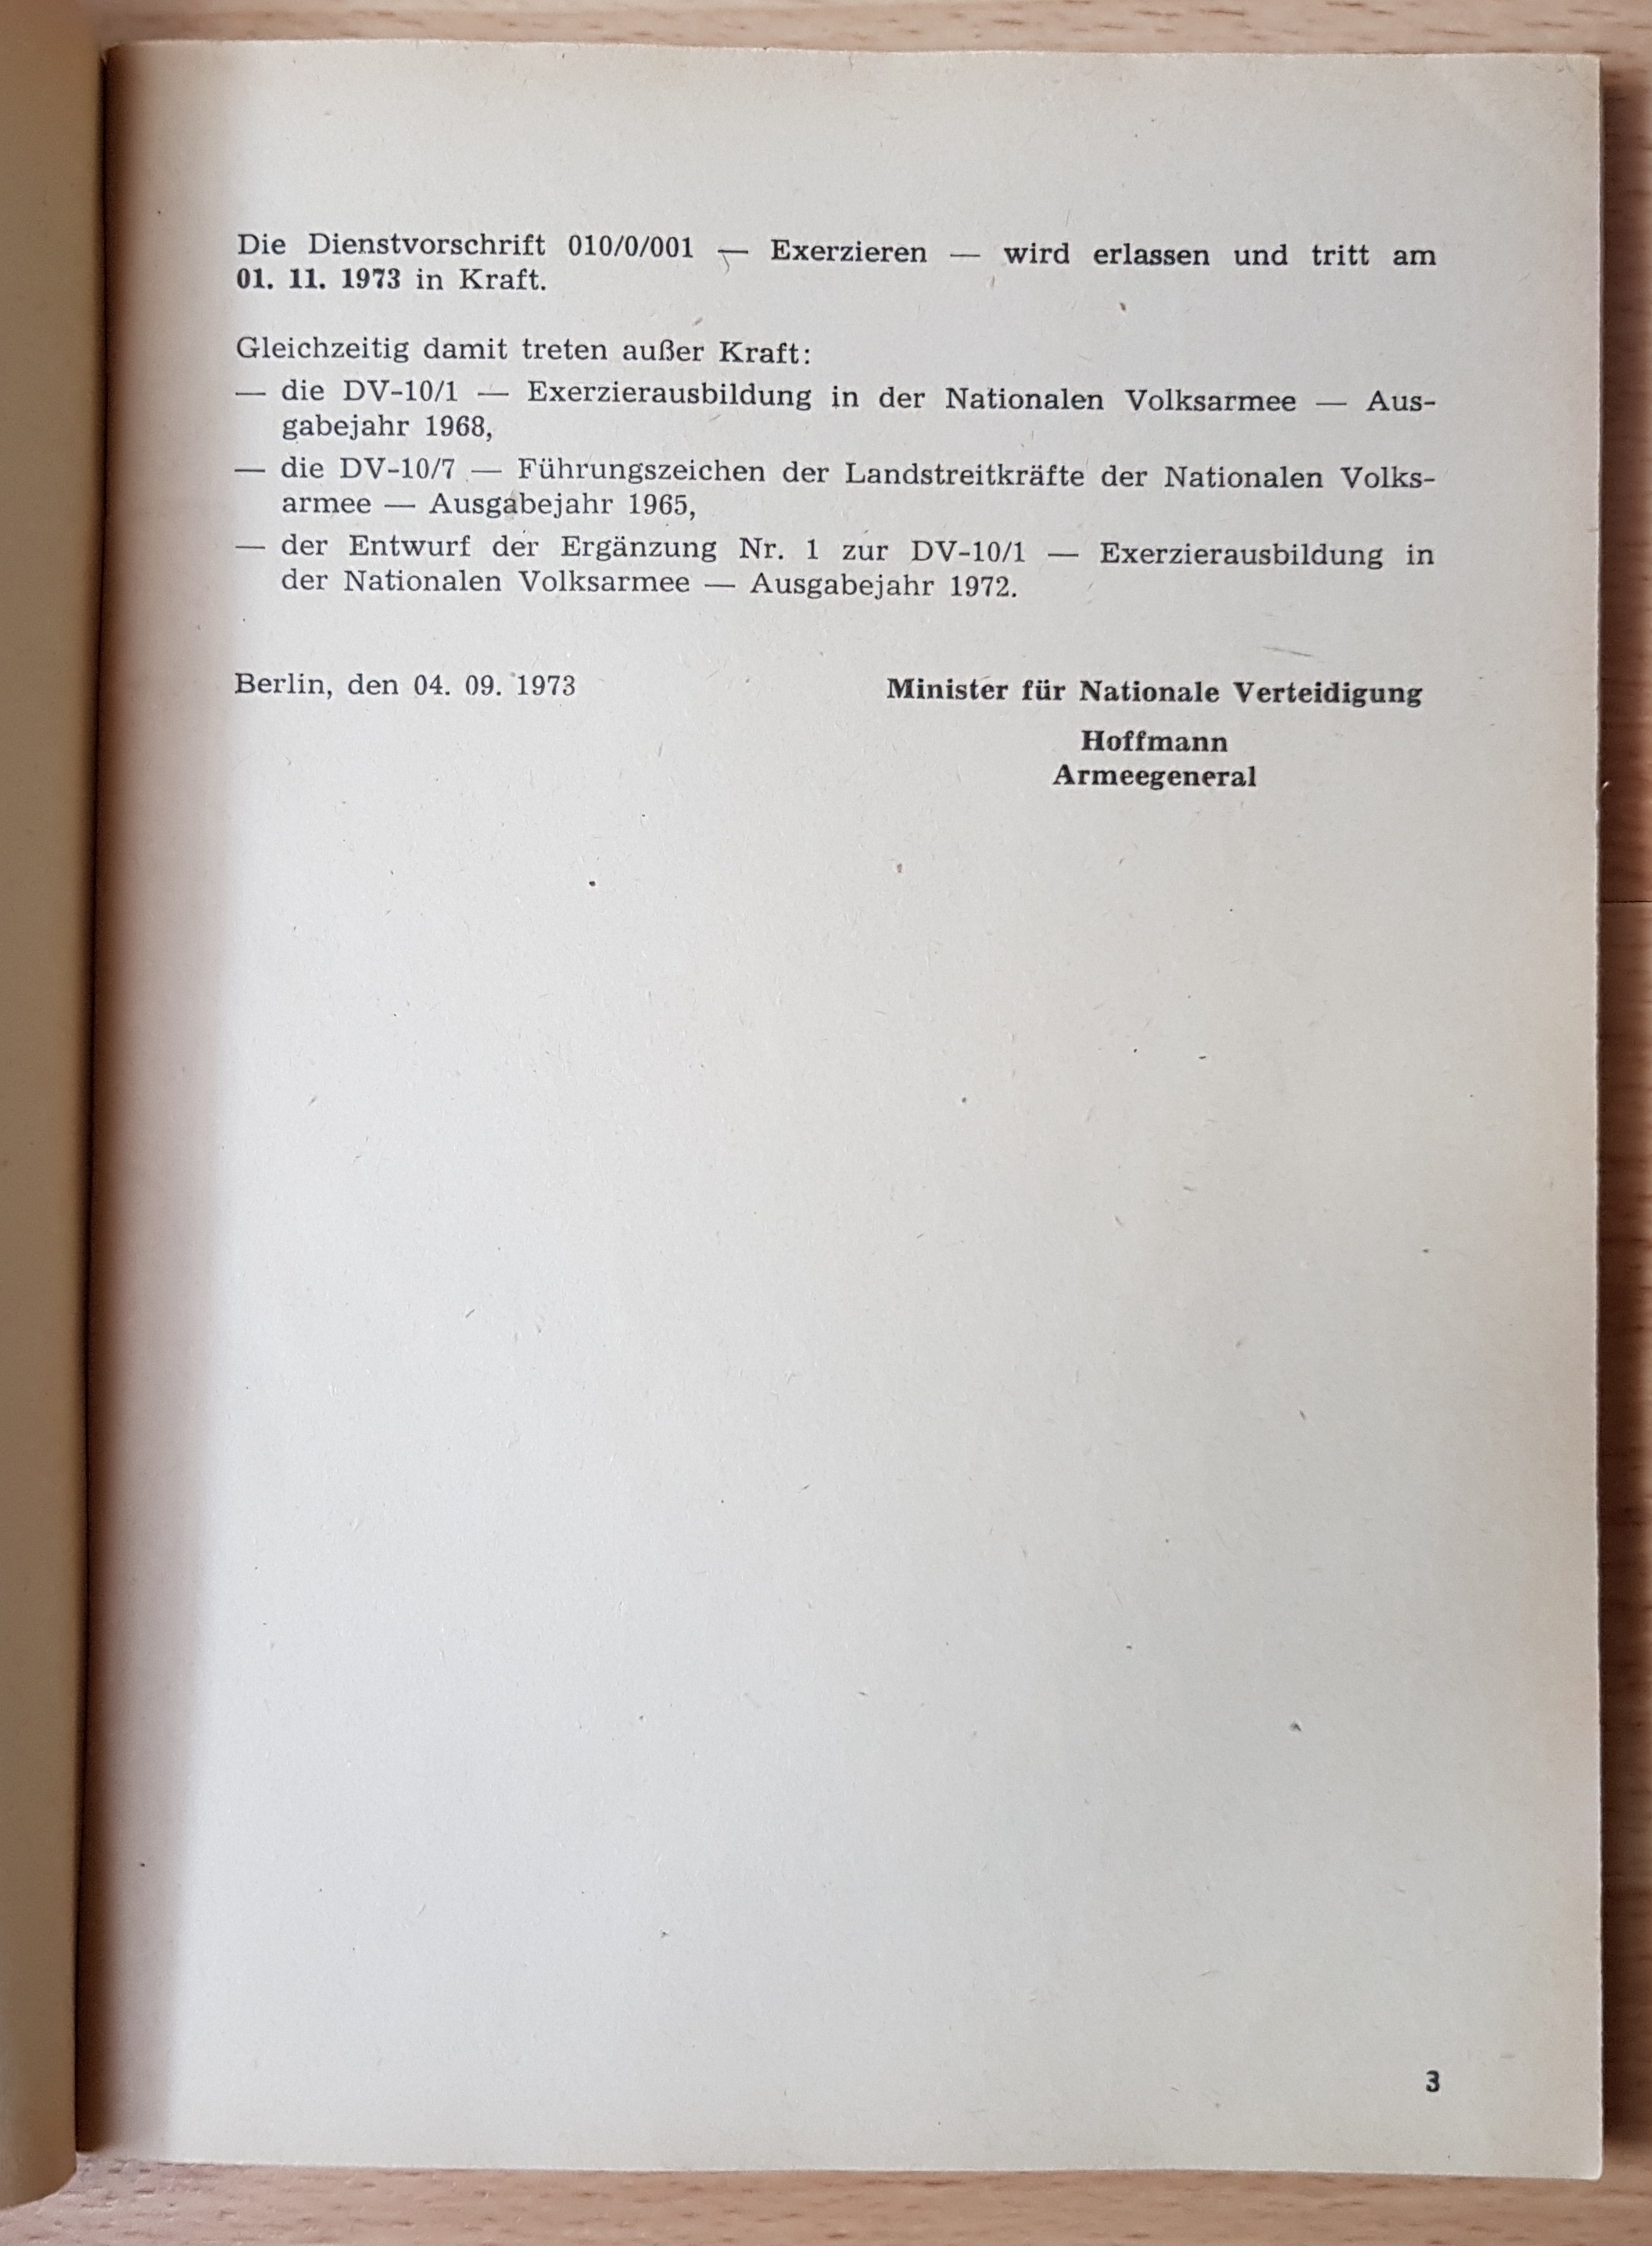 Die Dienstvorschrift 010/0/001 — Exerzieren — wird erlassen und tritt am
01. 11. 1973 in Kraft.
Gleichzeitig damit treten außer Kraft:
— die DV-10/1 — Exerzierausbildung in der Nationalen Volksarmee — Aus-
gabejahr 1968,
— die DV-10/7 — Führungszeichen der Landstreitkräfte der Nationalen Volks-
armee — Ausgabejahr 1965,
— der Entwurf der Ergänzung Nr. 1 zur DV-10/1 — Exerzierausbildung in
der Nationalen Volksarmee — Ausgabejahr 1972.
Berlin, den 04. 09. 1973
Minister für Nationale Verteidigung
Hoffmann
Armeegeneral
3